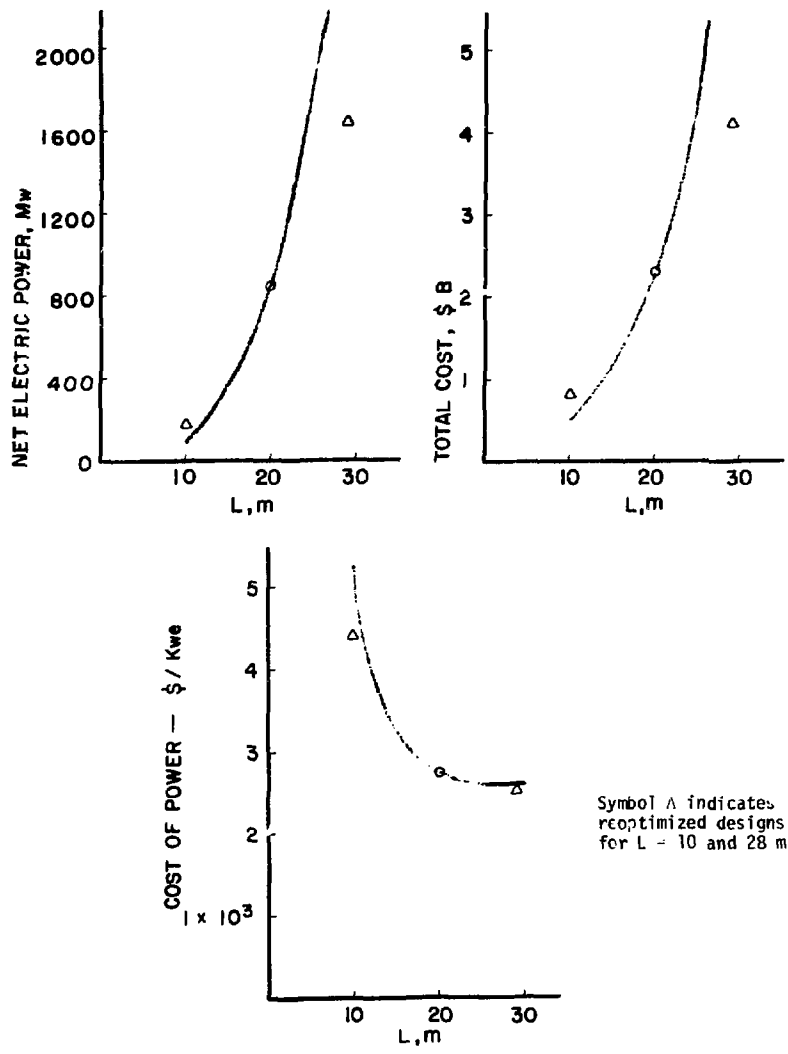 NET ELECTRIC POWER, Mw
2000
1600
1200
800
400
0
10 20 30
L, m
TOTAL COST, $ B
5
4
3
2
1
10 20 30
L, m
COST OF POWER — $/ Kwe
5
4
3
2
1 x 10³
10 20 30
L, m
Symbol Δ indicates
reoptimized designs
for L = 10 and 28 m